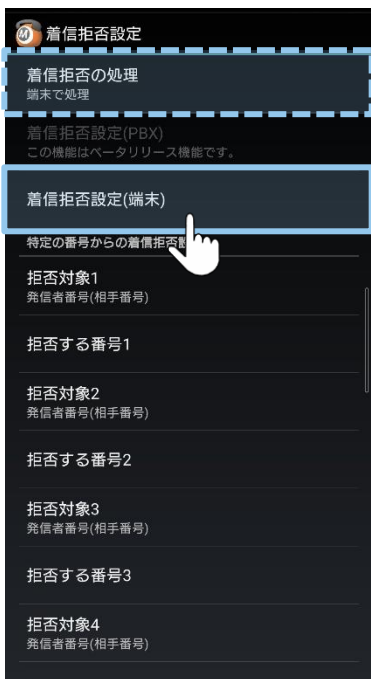 着信拒否設定
着信拒否の処理
端末で処理
着信拒否設定(PBX)
この機能はベータリリース機能です。
着信拒否設定(端末)
特定の番号からの着信拒否設
拒否対象1
発信者番号(相手番号)
拒否する番号1
拒否対象2
発信者番号(相手番号)
拒否する番号2
拒否対象3
発信者番号(相手番号)
拒否する番号3
拒否対象4
発信者番号(相手番号)